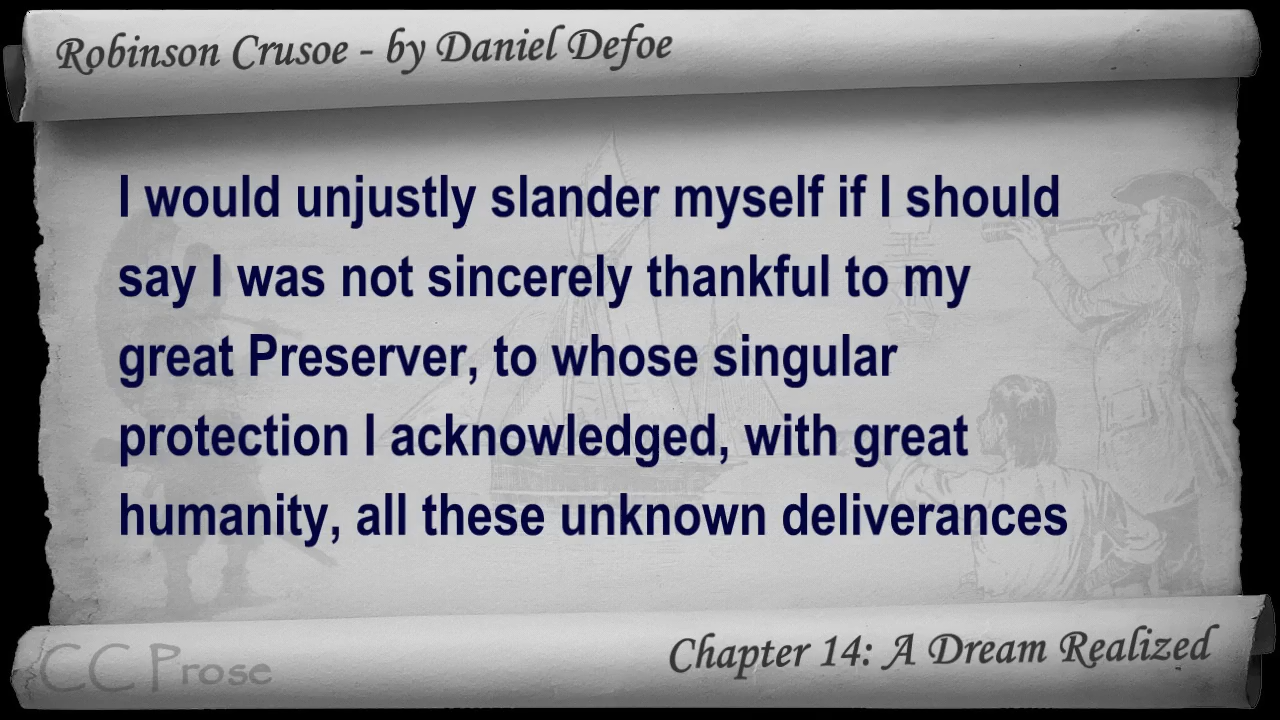 Robinson Crusoe - by Daniel Defoe
I would unjustly slander myself if I should
say I was not sincerely thankful to my
great Preserver, to whose singular
protection I acknowledged, with great
humanity, all these unknown deliverances
Chapter 14: A Dream Realized
CC Prose